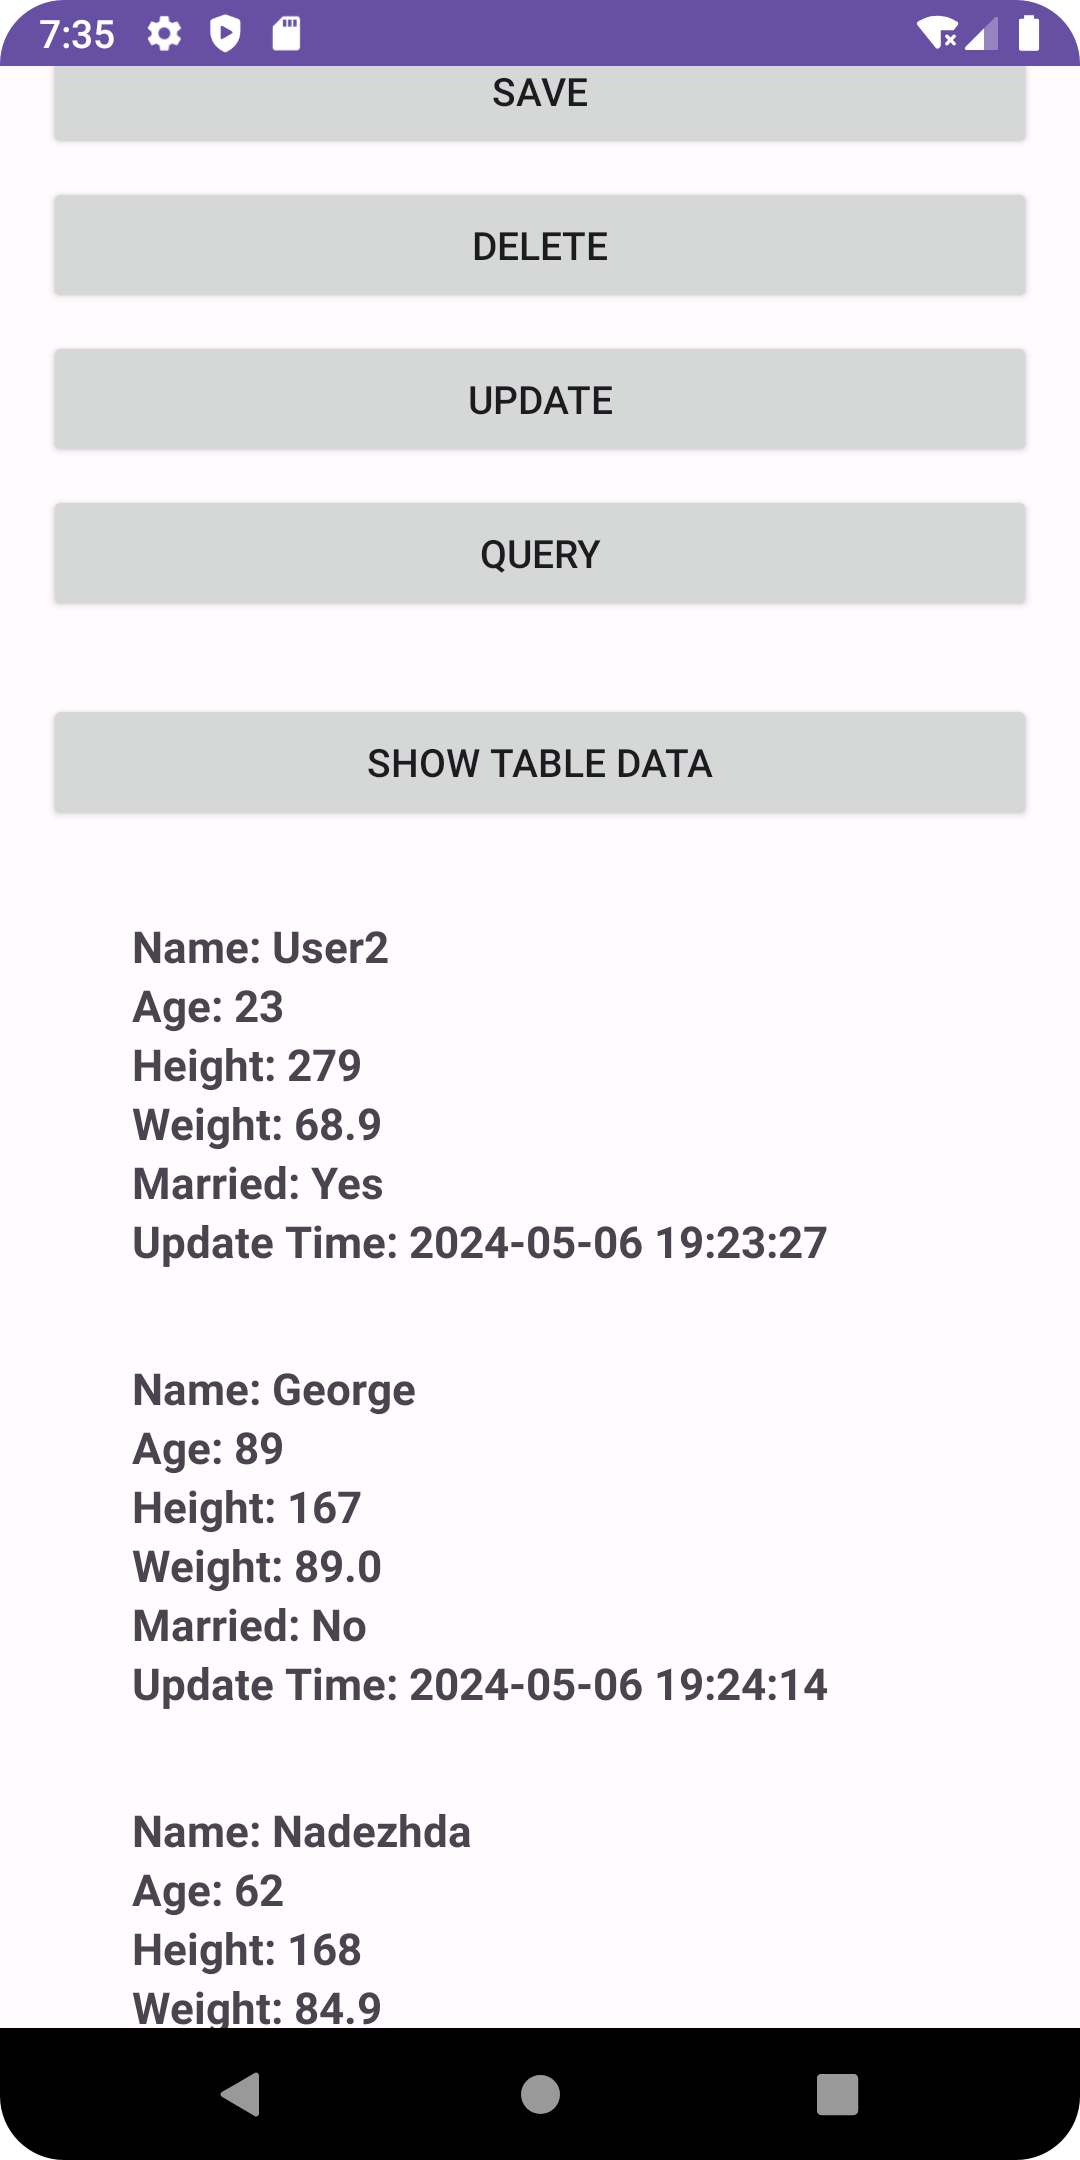 7:35
SAVE
DELETE
UPDATE
QUERY
SHOW TABLE DATA
Name: User2
Age: 23
Height: 279
Weight: 68.9
Married: Yes
Update Time: 2024-05-06 19:23:27
Name: George
Age: 89
Height: 167
Weight: 89.0
Married: No
Update Time: 2024-05-06 19:24:14
Name: Nadezhda
Age: 62
Height: 168
Weight: 84.9